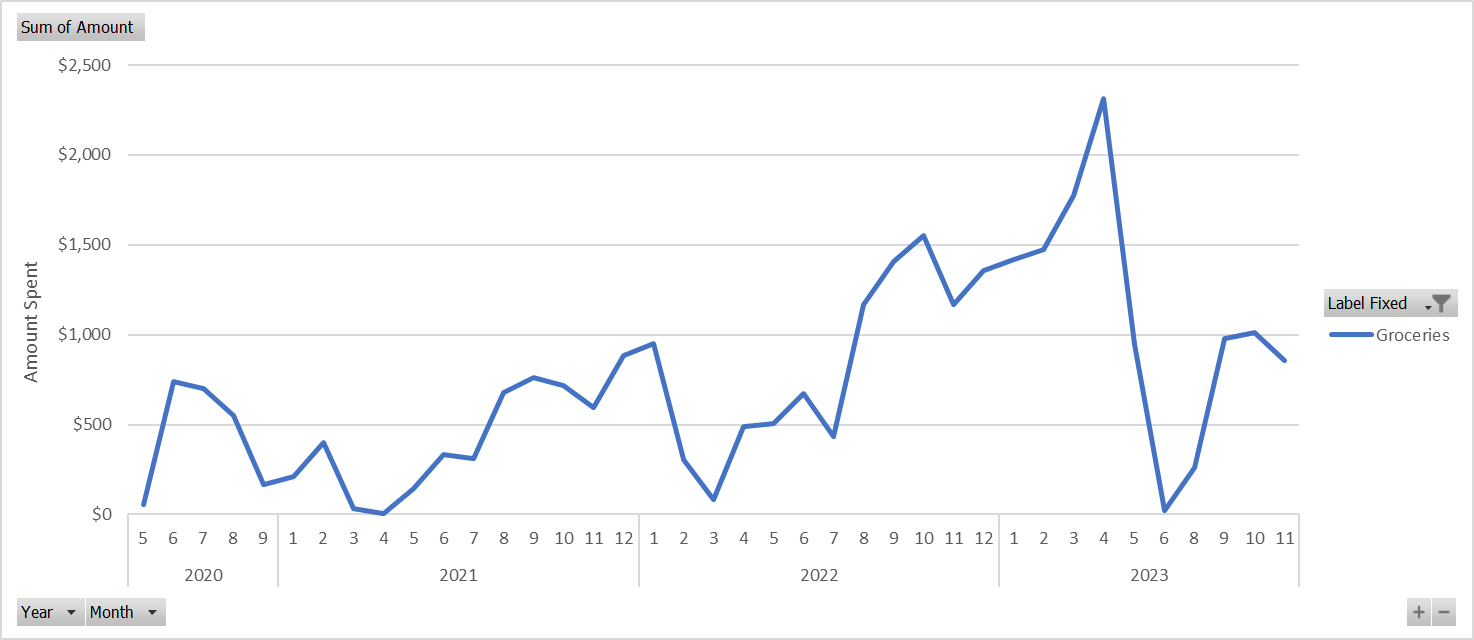 Sum of Amount
$2,500
$2,000
$1,500
$1,000
$500
$0
Amount Spent
5 6 7 8 9 1 2 3 4 5 6 7 8 9 10 11 12 1 2 3 4 5 6 7 8 9 10 11 12 1 2 3 4 5 6 8 9 10 11
2020 2021 2022 2023
Label Fixed
Groceries
Year Month
+ −